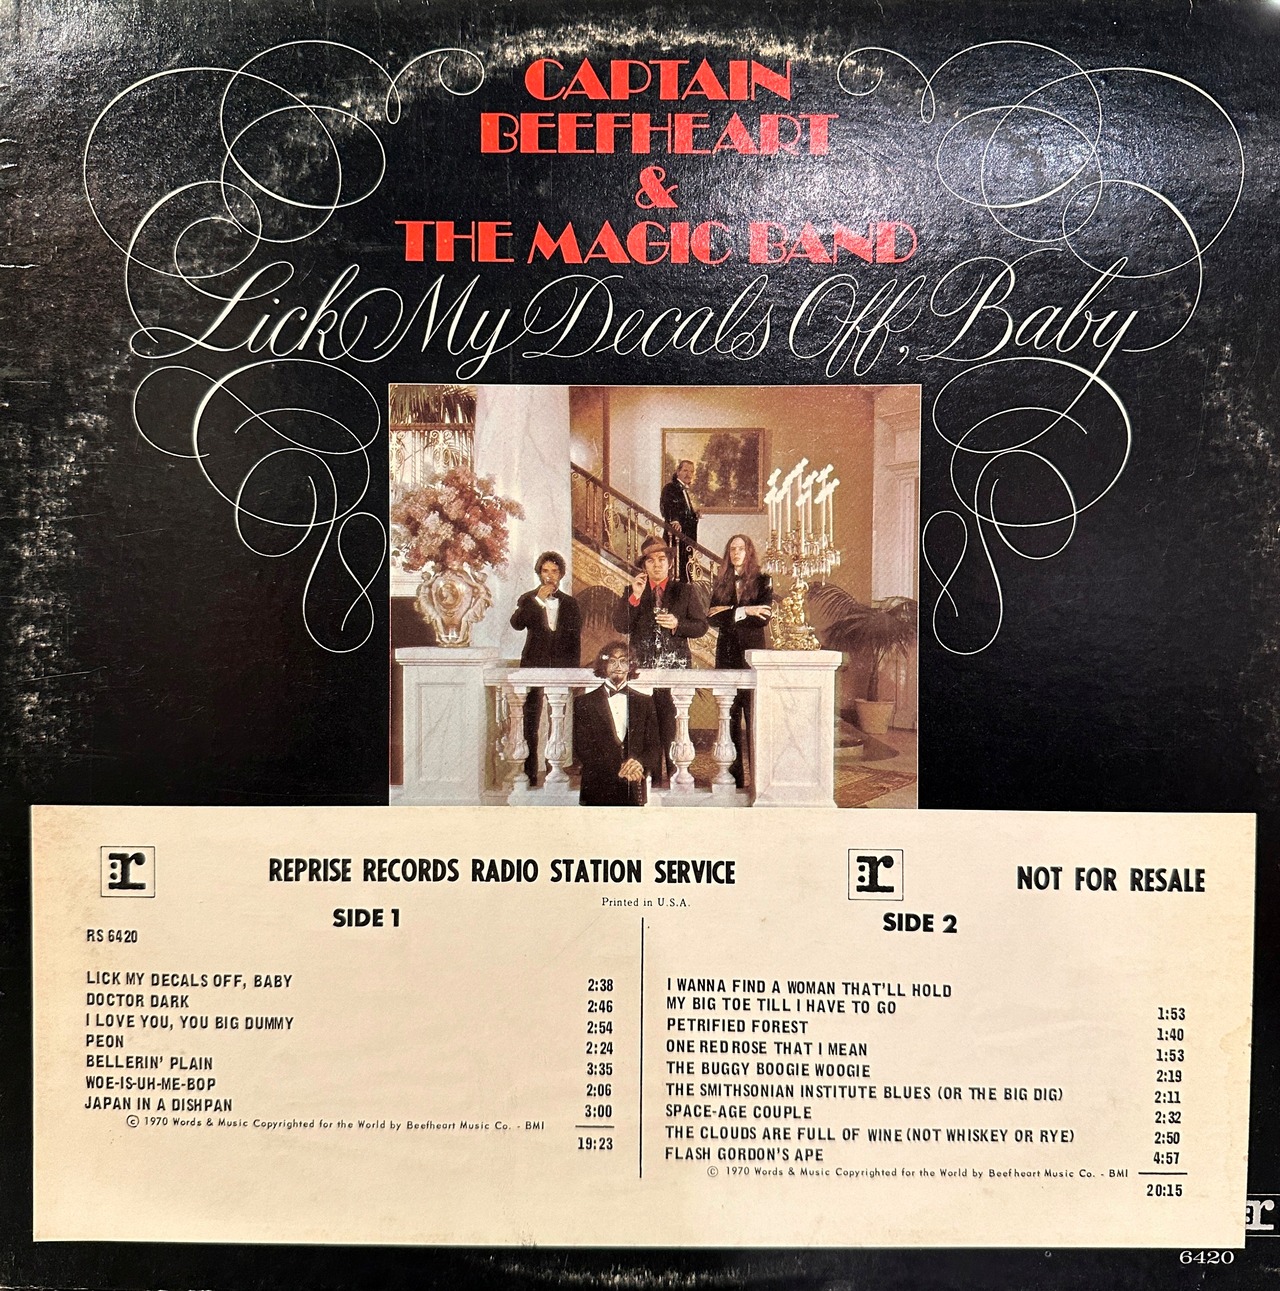 CAPTAIN
BEEFHEART
&
THE MAGIC BAND
Lick My Decals Off, Baby
r
REPRISE RECORDS RADIO STATION SERVICE
r
NOT FOR RESALE
Printed in U.S.A.
SIDE 1
RS 6420
LICK MY DECALS OFF, BABY 2:38
DOCTOR DARK 2:46
I LOVE YOU, YOU BIG DUMMY 2:54
PEON 2:24
BELLERIN' PLAIN 3:35
WOE-IS-UH-ME-BOP 2:06
JAPAN IN A DISHPAN 3:00
© 1970 Words & Music Copyrighted for the World by Beefheart Music Co. - BMI
19:23
SIDE 2
I WANNA FIND A WOMAN THAT'LL HOLD
MY BIG TOE TILL I HAVE TO GO 1:53
PETRIFIED FOREST 1:40
ONE RED ROSE THAT I MEAN 1:53
THE BUGGY BOOGIE WOOGIE 2:19
THE SMITHSONIAN INSTITUTE BLUES (OR THE BIG DIG) 2:11
SPACE-AGE COUPLE 2:32
THE CLOUDS ARE FULL OF WINE (NOT WHISKEY OR RYE) 2:50
FLASH GORDON'S APE 4:57
© 1970 Words & Music Copyrighted for the World by Beefheart Music Co. - BMI
20:15
r
6420